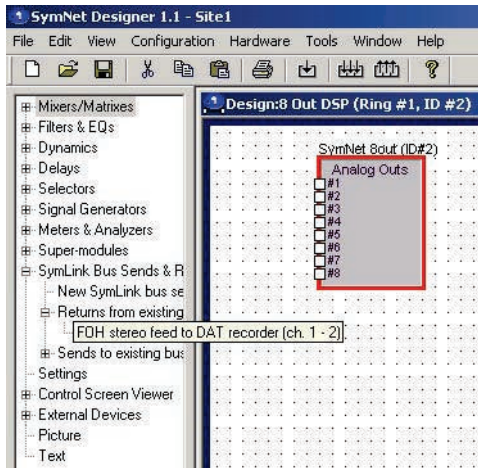 SymNet Designer 1.1 - Site1
File Edit View Configuration Hardware Tools Window Help
Mixers/Matrixes
Filters & EQs
Dynamics
Delays
Selectors
Signal Generators
Meters & Analyzers
Super-modules
SymLink Bus Sends & R
New SymLink bus se
Returns from existing
FOH stereo feed to DAT recorder (ch. 1 - 2)
Sends to existing bus
Settings
Control Screen Viewer
External Devices
Picture
Text
Design:8 Out DSP (Ring #1, ID #2)
SymNet 8out (ID#2)
Analog Outs
#1
#2
#3
#4
#5
#6
#7
#8